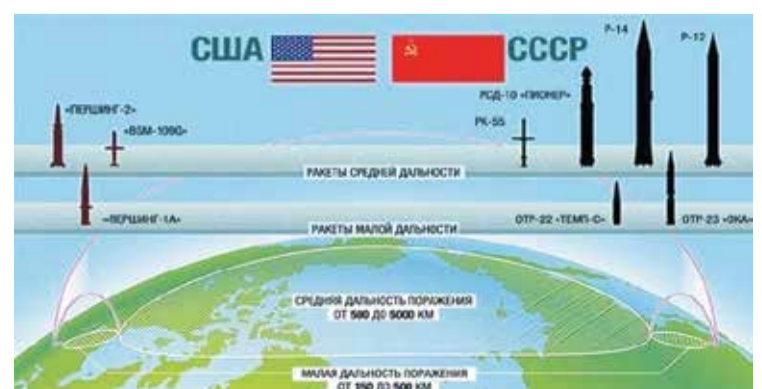 США
СССР
Р-14
Р-12
РСД-10 «ПИОНЕР»
РК-55
«ПЕРШИНГ-2»
«BGM-109G»
РАКЕТЫ СРЕДНЕЙ ДАЛЬНОСТИ
«ПЕРШИНГ-1А»
ОТР-22 «ТЕМП-С»
ОТР-23 «ОКА»
РАКЕТЫ МАЛОЙ ДАЛЬНОСТИ
СРЕДНЯЯ ДАЛЬНОСТЬ ПОРАЖЕНИЯ
ОТ 500 ДО 5000 КМ
МАЛАЯ ДАЛЬНОСТЬ ПОРАЖЕНИЯ
ОТ 150 ДО 500 КМ